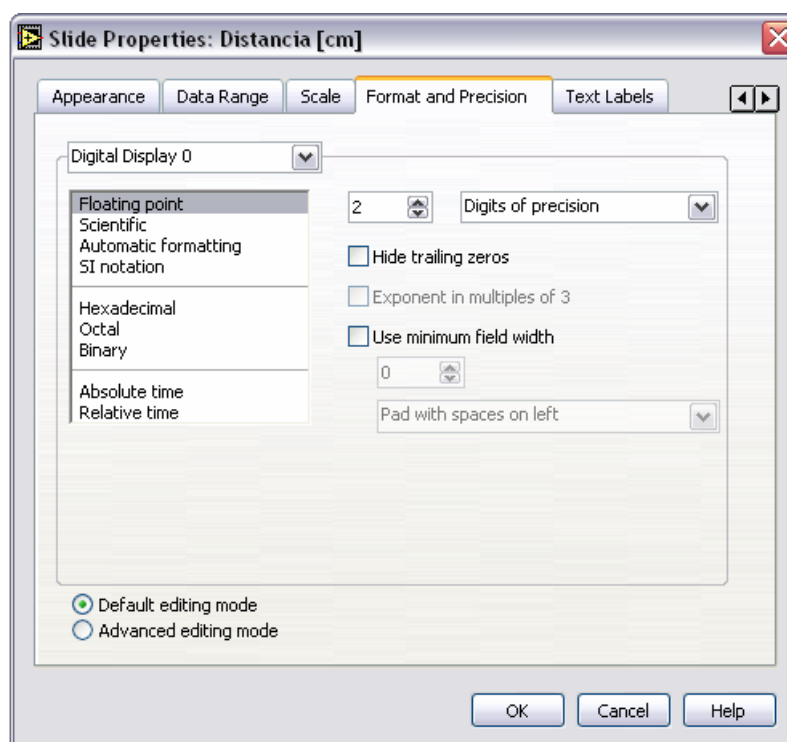 Slide Properties: Distancia [cm]
Appearance Data Range Scale Format and Precision Text Labels
Digital Display 0
Floating point
Scientific
Automatic formatting
SI notation
Hexadecimal
Octal
Binary
Absolute time
Relative time
2 Digits of precision
Hide trailing zeros
Exponent in multiples of 3
Use minimum field width
0
Pad with spaces on left
Default editing mode
Advanced editing mode
OK Cancel Help